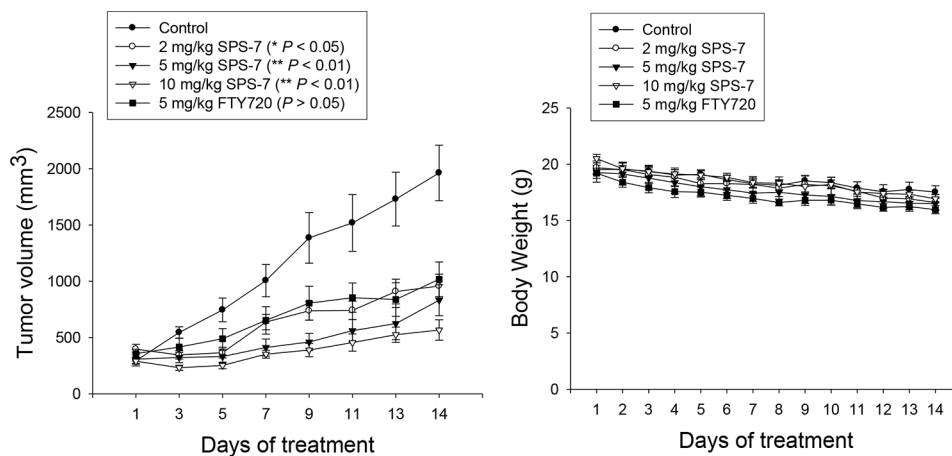 Control
2 mg/kg SPS-7 (* P < 0.05)
5 mg/kg SPS-7 (** P < 0.01)
10 mg/kg SPS-7 (** P < 0.01)
5 mg/kg FTY720 (P > 0.05)
Tumor volume (mm3)
2500
2000
1500
1000
500
0
1 3 5 7 9 11 13 14
Days of treatment
Control
2 mg/kg SPS-7
5 mg/kg SPS-7
10 mg/kg SPS-7
5 mg/kg FTY720
Body Weight (g)
25
20
15
10
5
0
1 2 3 4 5 6 7 8 9 10 11 12 13 14
Days of treatment